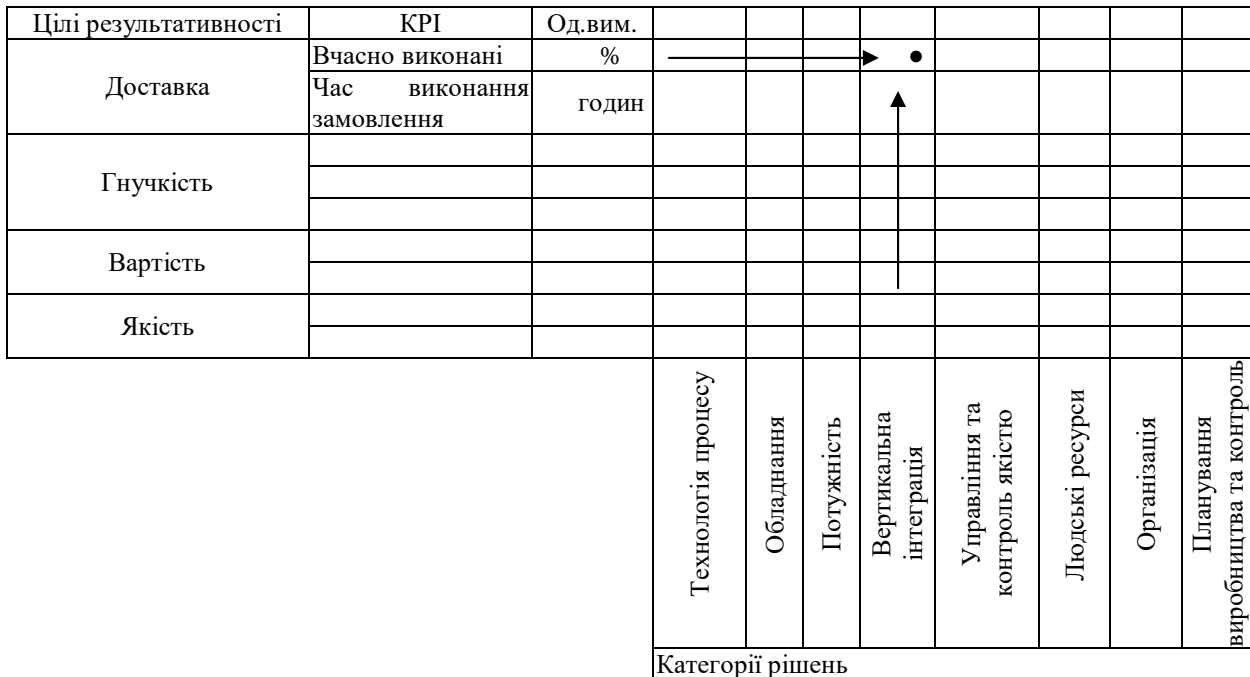 Цілі результативності KPI Од.вим.
Доставка
Вчасно виконані %
Час виконання
замовлення
годин
Гнучкість
Вартість
Якість
Технологія процесу
Обладнання
Потужність
Вертикальна
інтеграція
Управління та
контроль якістю
Людські ресурси
Організація
Планування
виробництва та контроль
Категорії рішень